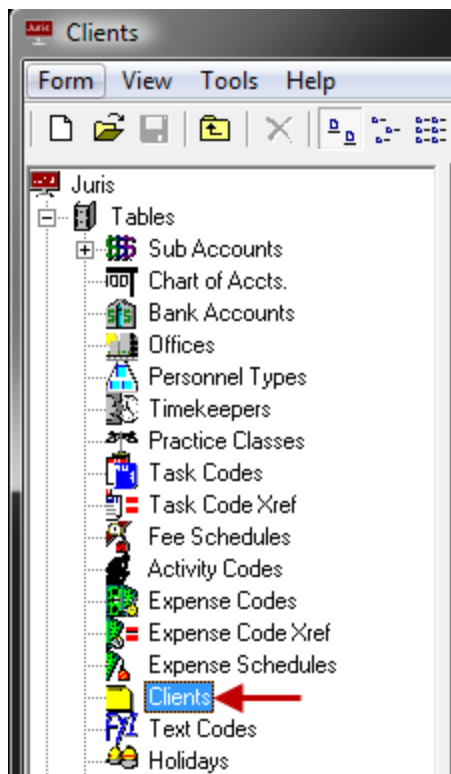 Clients
Form View Tools Help
Juris
Tables
Sub Accounts
Chart of Accts.
Bank Accounts
Offices
Personnel Types
Timekeepers
Practice Classes
Task Codes
Task Code Xref
Fee Schedules
Activity Codes
Expense Codes
Expense Code Xref
Expense Schedules
Clients
Text Codes
Holidays